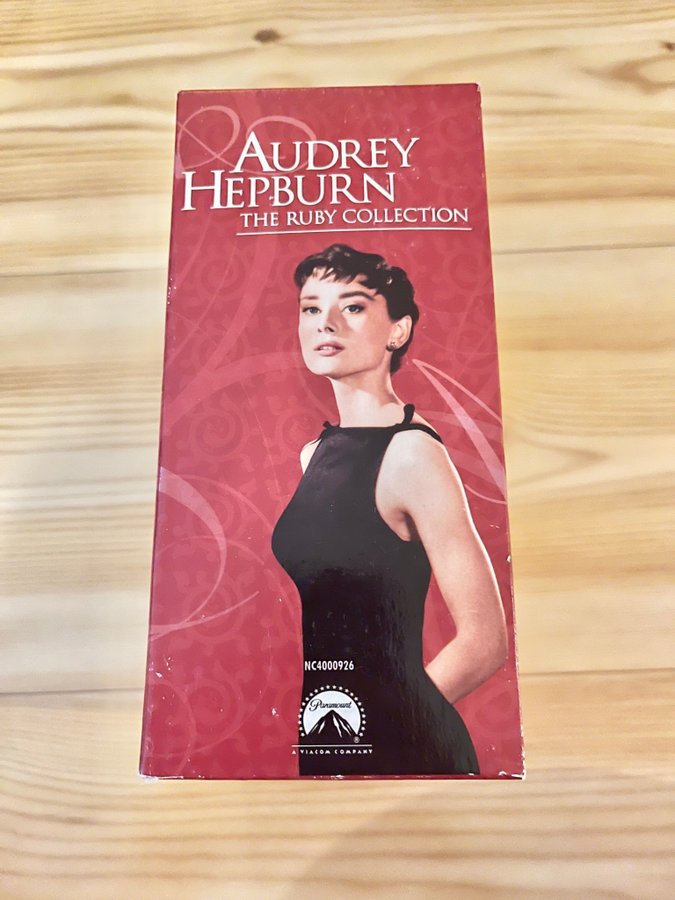 AUDREY
HEPBURN
THE RUBY COLLECTION
NC4000926
Paramount
®
A VIACOM COMPANY